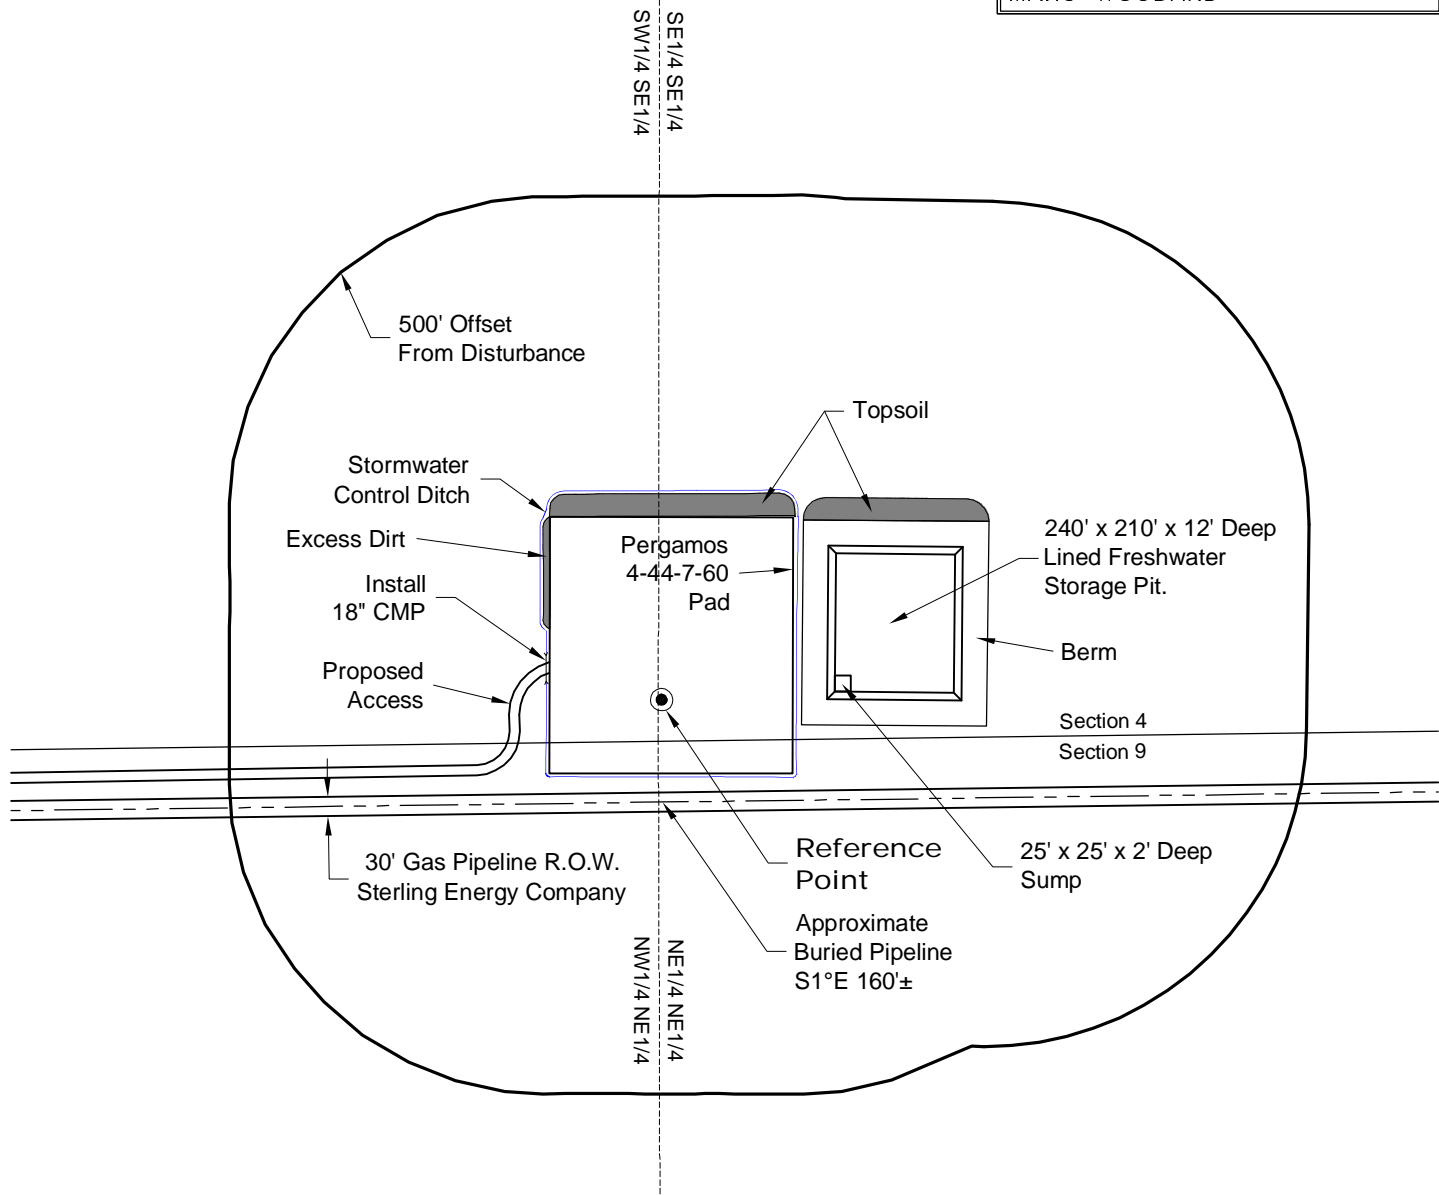 SE1/4 SE1/4
SW1/4 SE1/4
500' Offset
From Disturbance
Topsoil
Stormwater
Control Ditch
Excess Dirt
Pergamos
4-44-7-60
Pad
240' x 210' x 12' Deep
Lined Freshwater
Storage Pit.
Install
18" CMP
Berm
Proposed
Access
Section 4
Section 9
30' Gas Pipeline R.O.W.
Sterling Energy Company
Reference
Point
25' x 25' x 2' Deep
Sump
Approximate
Buried Pipeline
S1°E 160'±
NE1/4 NE1/4
NW1/4 NE1/4